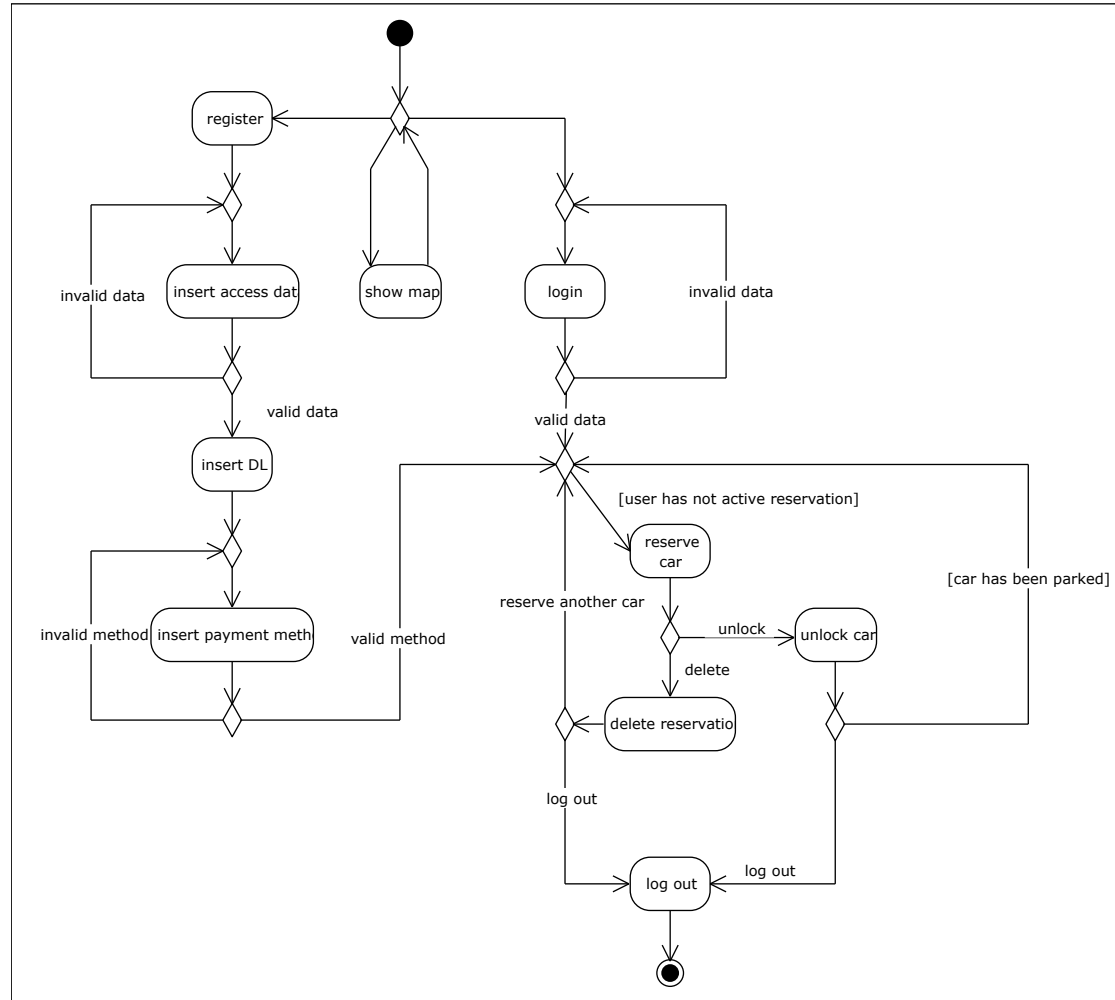 register
insert access dat
show map
login
invalid data
invalid data
valid data
valid data
insert DL
[user has not active reservation]
reserve
car
[car has been parked]
reserve another car
invalid method
insert payment meth
valid method
unlock
unlock car
delete
delete reservatio
log out
log out
log out